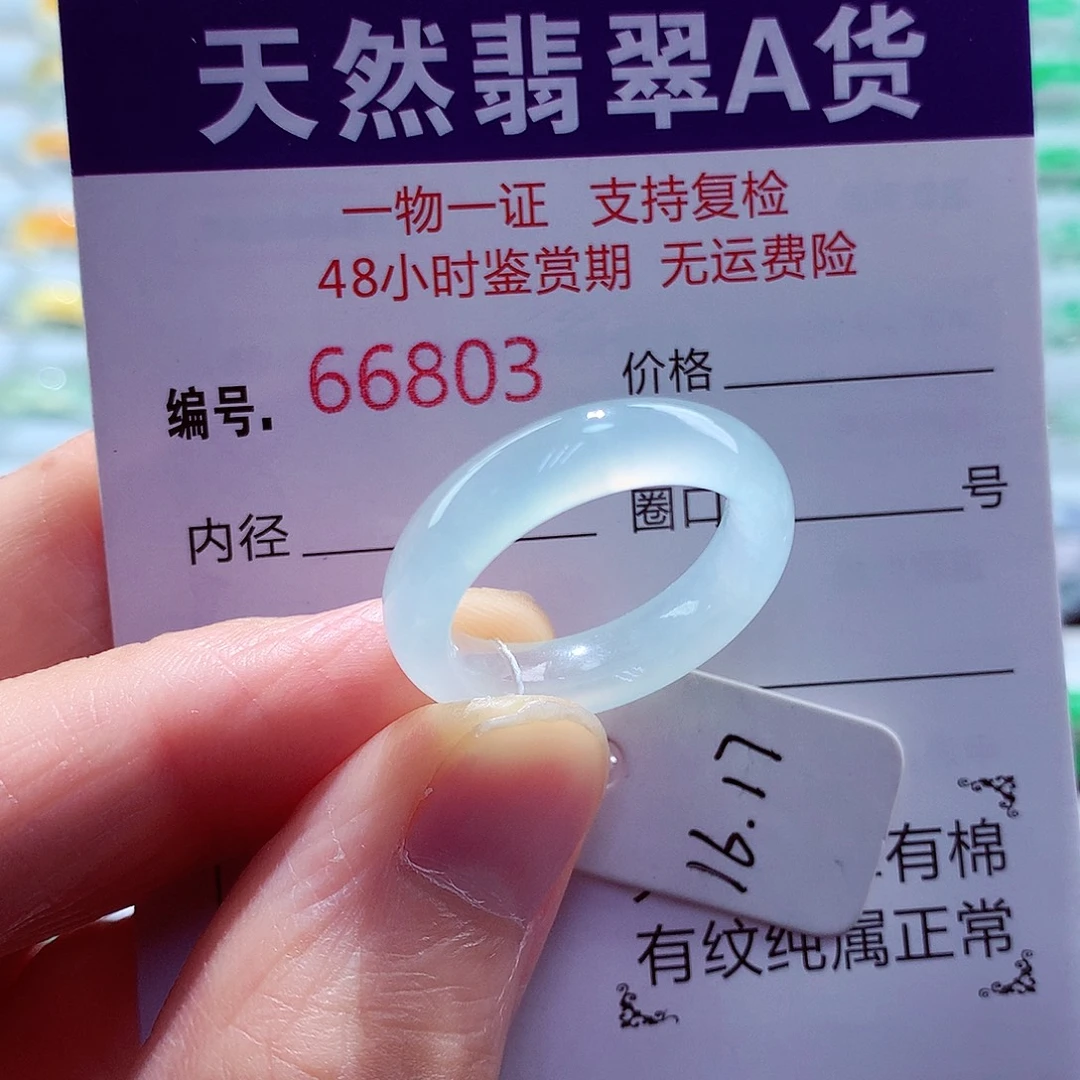 天然翡翠A货
一物一证 支持复检
48小时鉴赏期 无运费险
编号. 66803 价格
内径 圈口 号
16.17
有棉
有纹纯属正常